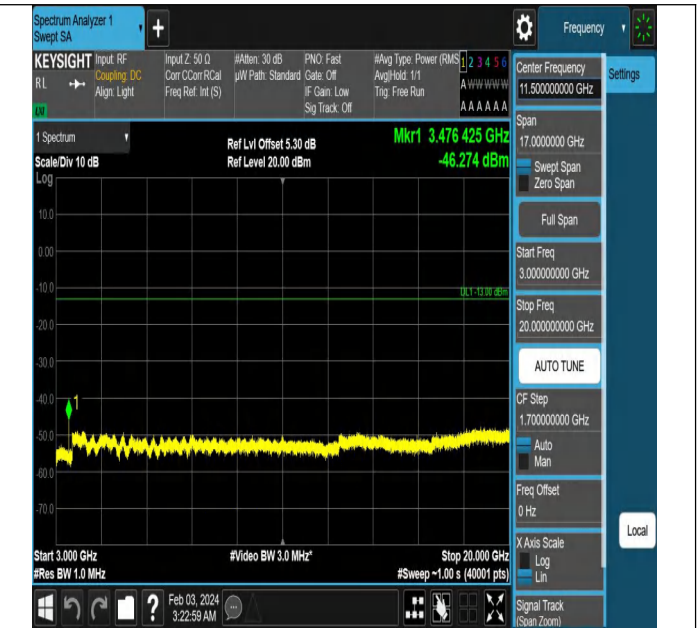 Spectrum Analyzer 1
Swept SA
+
Frequency
KEYSIGHT
RL
Input: RF
Coupling: DC
Align: Light
Input Z: 50 Ω
Corr CCorr RCal
Freq Ref: Int (S)
#Atten: 30 dB
µW Path: Standard
PNO: Fast
Gate: Off
IF Gain: Low
Sig Track: Off
#Avg Type: Power (RMS
Avg|Hold: 1/1
Trig: Free Run
1 2 3 4 5 6
A W W W W W
A A A A A A
1 Spectrum
Scale/Div 10 dB
Ref Lvl Offset 5.30 dB
Ref Level 20.00 dBm
Mkr1 3.476 425 GHz
-46.274 dBm
Log
10.0
0.00
-10.0
DL1 -13.00 dBm
-20.0
-30.0
-40.0
1
-50.0
-60.0
-70.0
Start 3.000 GHz
#Res BW 1.0 MHz
#Video BW 3.0 MHz*
Stop 20.000 GHz
#Sweep ~1.00 s (40001 pts)
?
Feb 03, 2024
3:22:59 AM
Center Frequency
11.500000000 GHz
Settings
Span
17.0000000 GHz
Swept Span
Zero Span
Full Span
Start Freq
3.000000000 GHz
Stop Freq
20.000000000 GHz
AUTO TUNE
CF Step
1.700000000 GHz
Auto
Man
Freq Offset
0 Hz
X Axis Scale
Log
Lin
Local
Signal Track
(Span Zoom)